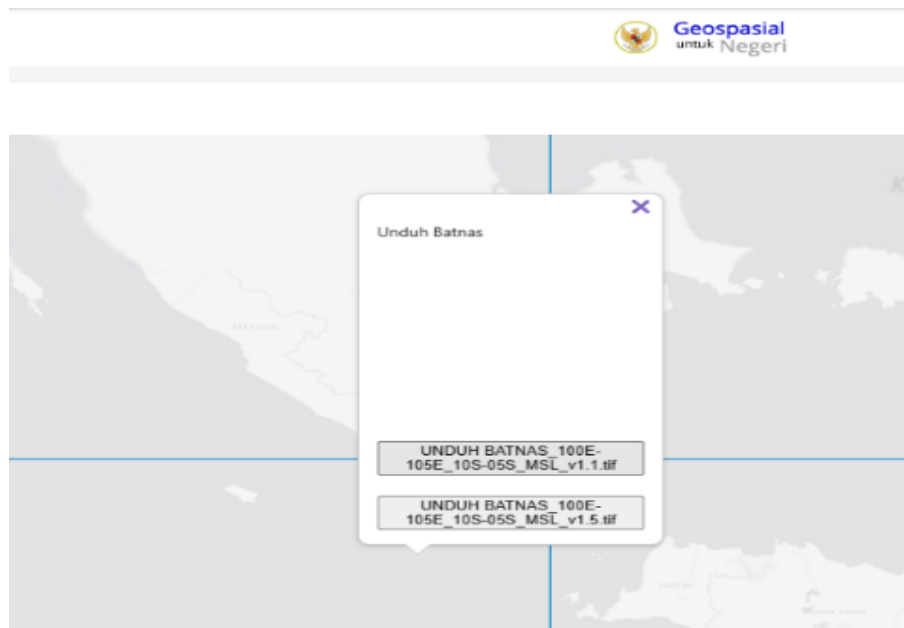 Geospasial
untuk Negeri
Unduh Batnas
UNDUH BATNAS_100E-
105E_10S-05S_MSL_v1.1.tif
UNDUH BATNAS_100E-
105E_10S-05S_MSL_v1.5.tif